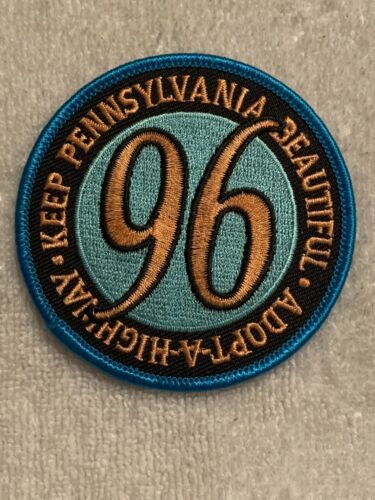 KEEP PENNSYLVANIA BEAUTIFUL
96
• ADOPT-A-HIGHWAY •